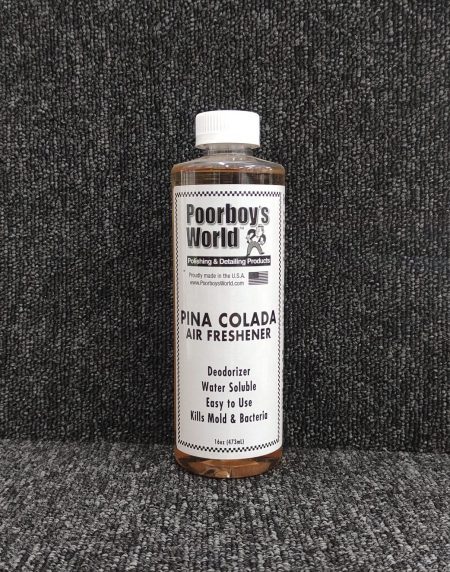 Poorboy's
World™
Polishing & Detailing Products
Proudly made in the U.S.A.
www.PoorboysWorld.com
PINA COLADA
AIR FRESHENER
Deodorizer
Water Soluble
Easy to Use
Kills Mold & Bacteria
16oz (473mL)